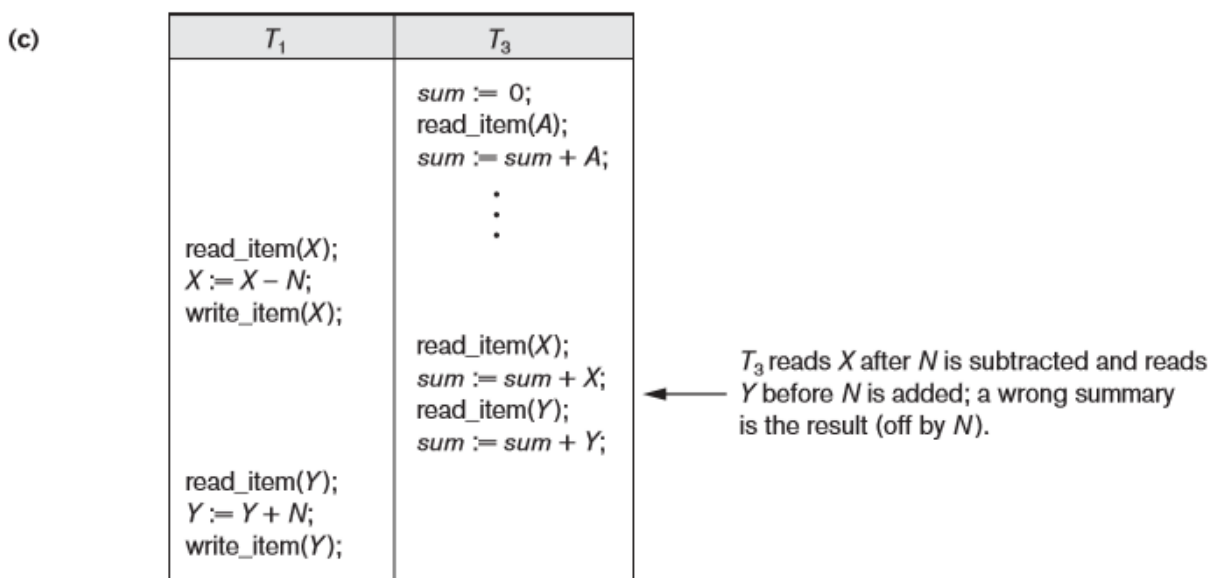 (c)
T1 T3
sum := 0;
read_item(A);
sum := sum + A;
.
.
.
read_item(X);
X := X – N;
write_item(X);
read_item(X);
sum := sum + X;
read_item(Y);
sum := sum + Y;
T3 reads X after N is subtracted and reads
Y before N is added; a wrong summary
is the result (off by N).
read_item(Y);
Y := Y + N;
write_item(Y);